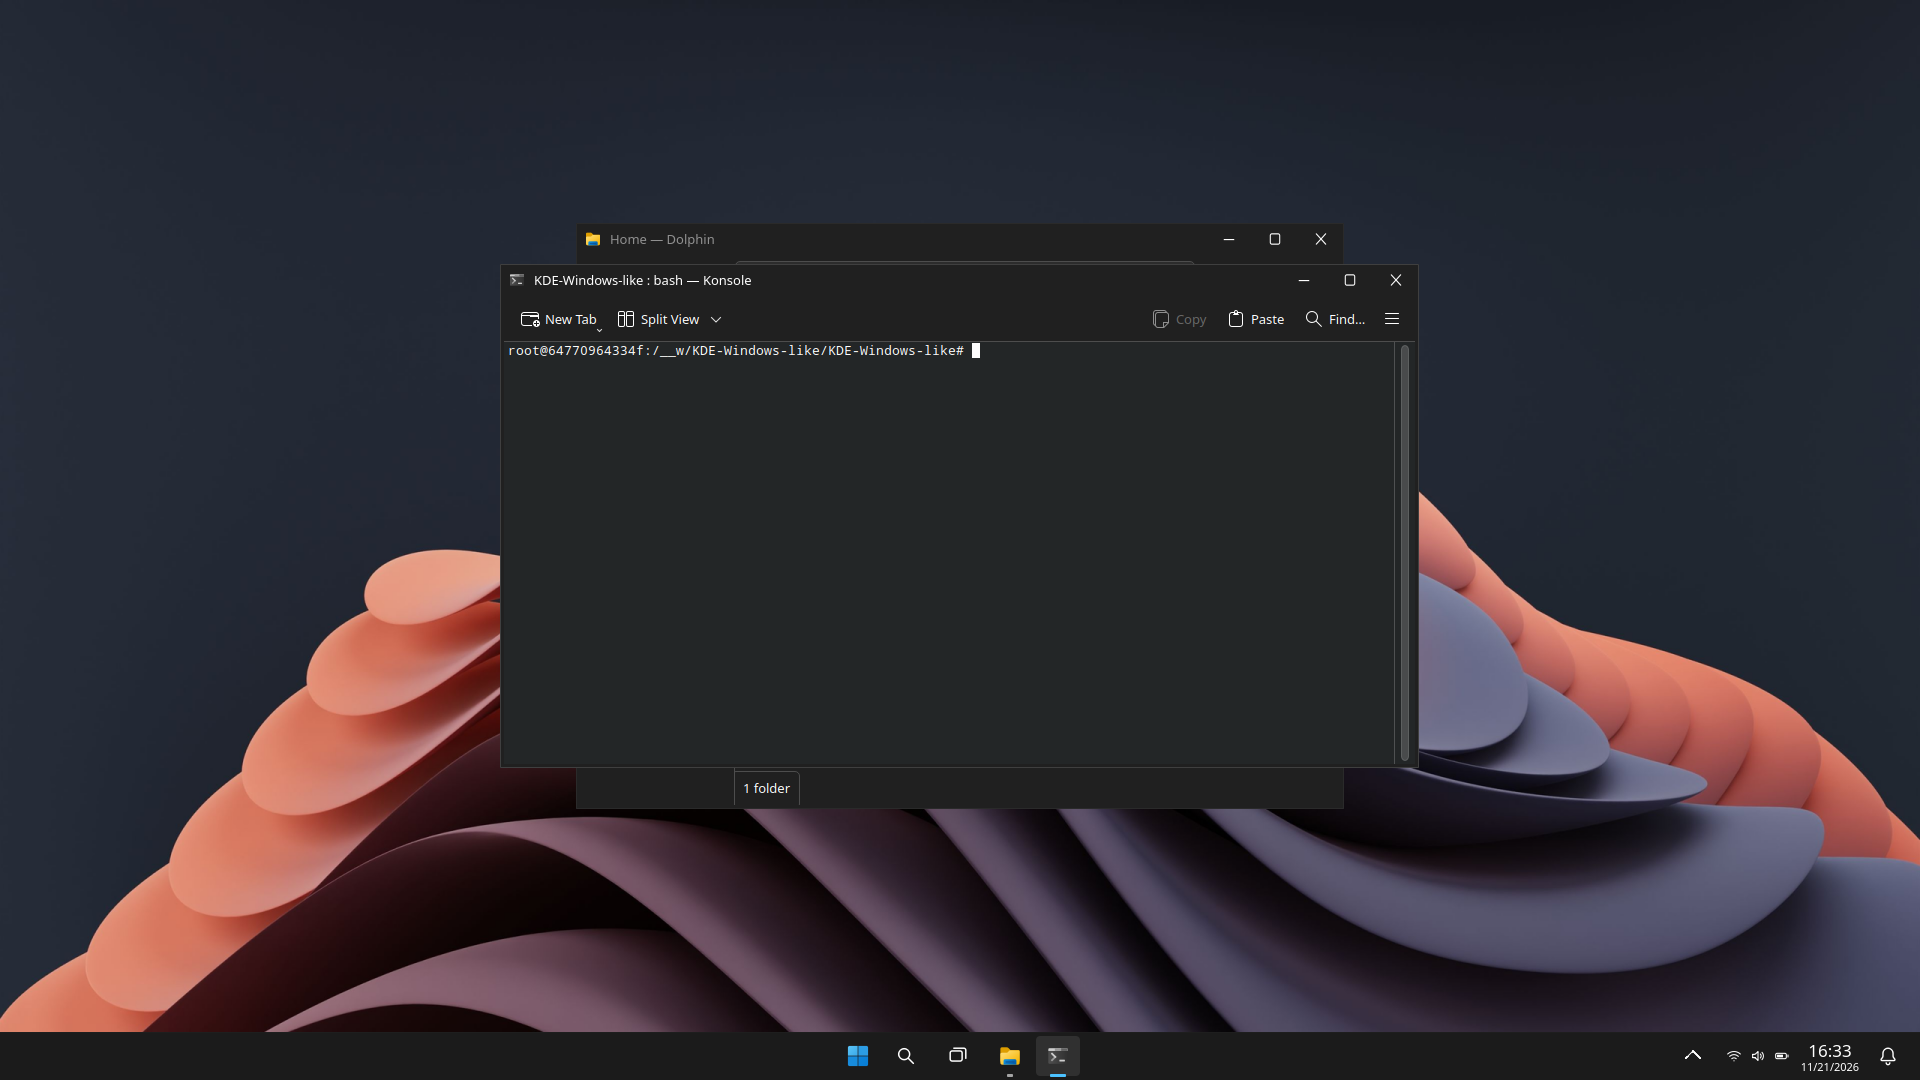 Home — Dolphin
KDE-Windows-like : bash — Konsole
New Tab Split View Copy Paste Find...
root@64770964334f:/__w/KDE-Windows-like/KDE-Windows-like#
1 folder
16:33
11/21/2026